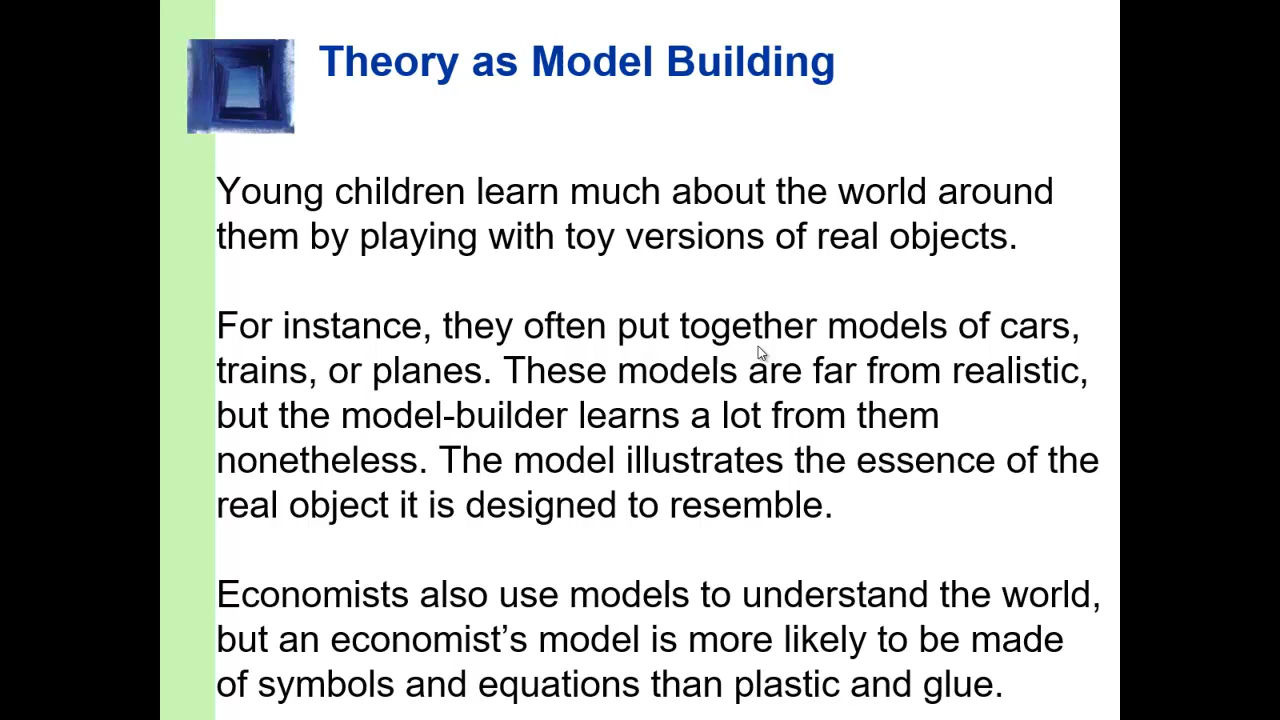 Theory as Model Building
Young children learn much about the world around
them by playing with toy versions of real objects.
For instance, they often put together models of cars,
trains, or planes. These models are far from realistic,
but the model-builder learns a lot from them
nonetheless. The model illustrates the essence of the
real object it is designed to resemble.
Economists also use models to understand the world,
but an economist’s model is more likely to be made
of symbols and equations than plastic and glue.